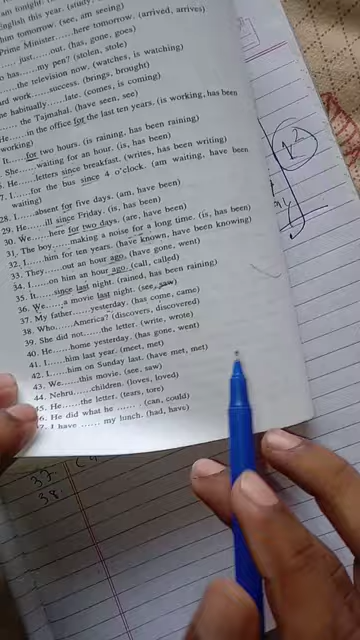 him tomorrow. (see, am seeing)
Prime Minister......here tomorrow. (arrived, arrives)
...... just......out. (has, gone, goes)
has......my pen? (stolen, stole)
the television now. (watches, is watching)
work......success. (brings, brought)
habitually......late. (comes, is coming)
...... the Tajmahal. (have seen, see)
He......in the office for the last ten years. (is working, has been working)
It......for two hours. (is raining, has been raining)
She......waiting for an hour. (is, has been)
He......letters since breakfast. (writes, has been writing)
I......for the bus since 4 o'clock. (am waiting, have been waiting)
28. I......absent for five days. (am, have been)
29. He......ill since Friday. (is, has been)
30. We......here for two days. (are, have been)
31. The boy......making a noise for a long time. (is, has been)
32. I......him for ten years. (have known, have been knowing)
33. They......out an hour ago. (have gone, went)
34. I......on him an hour ago. (call, called)
35. It......since last night. (rained, has been raining)
36. We......a movie last night. (see, saw)
37. My father......yesterday. (has come, came)
38. Who......America? (discovers, discovered)
39. She did not......the letter. (write, wrote)
40. He......home yesterday. (has gone, went)
41. I......him last year. (meet, met)
42. I......him on Sunday last. (have met, met)
43. We......this movie. (see, saw)
44. Nehru......children. (loves, loved)
45. He......the letter. (tears, tore)
46. He did what he ...... . (can, could)
47. I have ...... my lunch. (had, have)
37.
38.